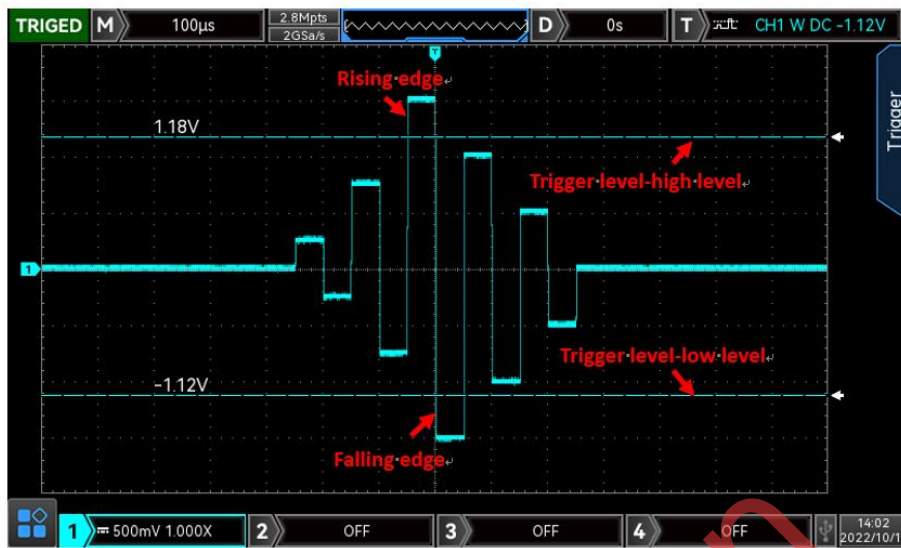 TRIGED M 100μs 2.8Mpts D 0s T CH1 W DC -1.12V
2GSa/s
T
Rising·edge↵
Trigger
1.18V
Trigger·level-high·level↵
1
Trigger·level-low·level↵
-1.12V
Falling·edge↵
1 500mV 1.000X 2 OFF 3 OFF 4 OFF 14:02